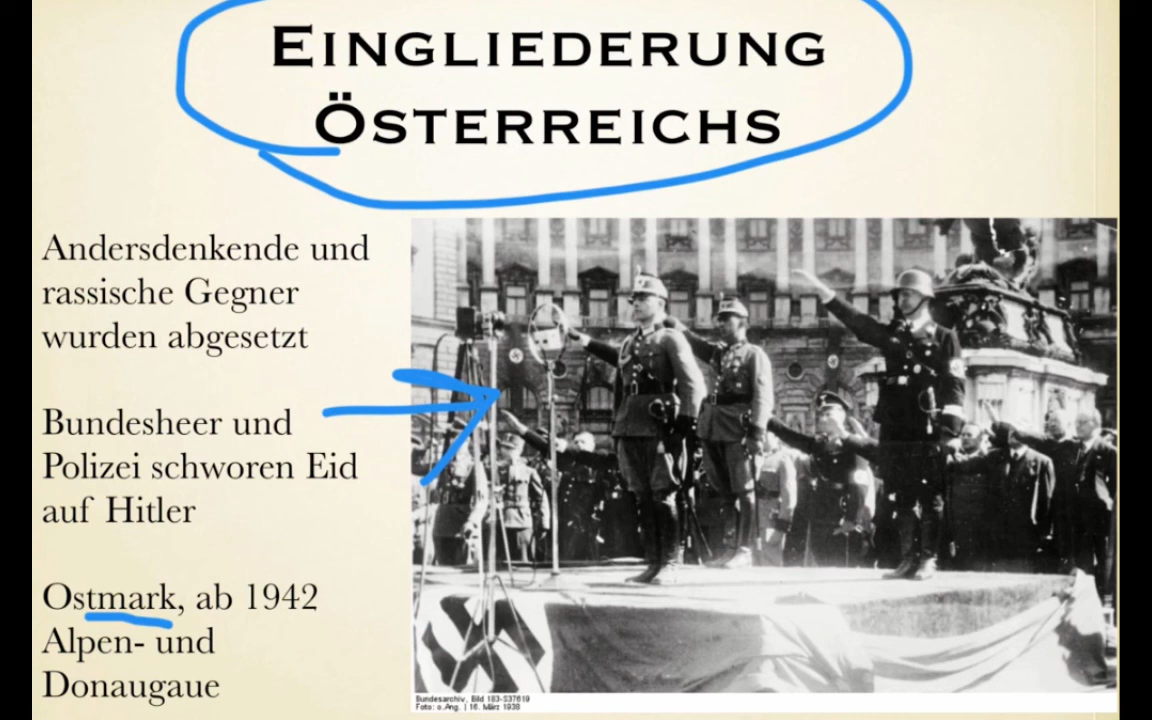 EINGLIEDERUNG
ÖSTERREICHS
Andersdenkende und
rassische Gegner
wurden abgesetzt
Bundesheer und
Polizei schworen Eid
auf Hitler
Ostmark, ab 1942
Alpen- und
Donaugaue
Bundesarchiv, Bild 183-S37619
Foto: o.Ang. | 16. März 1938